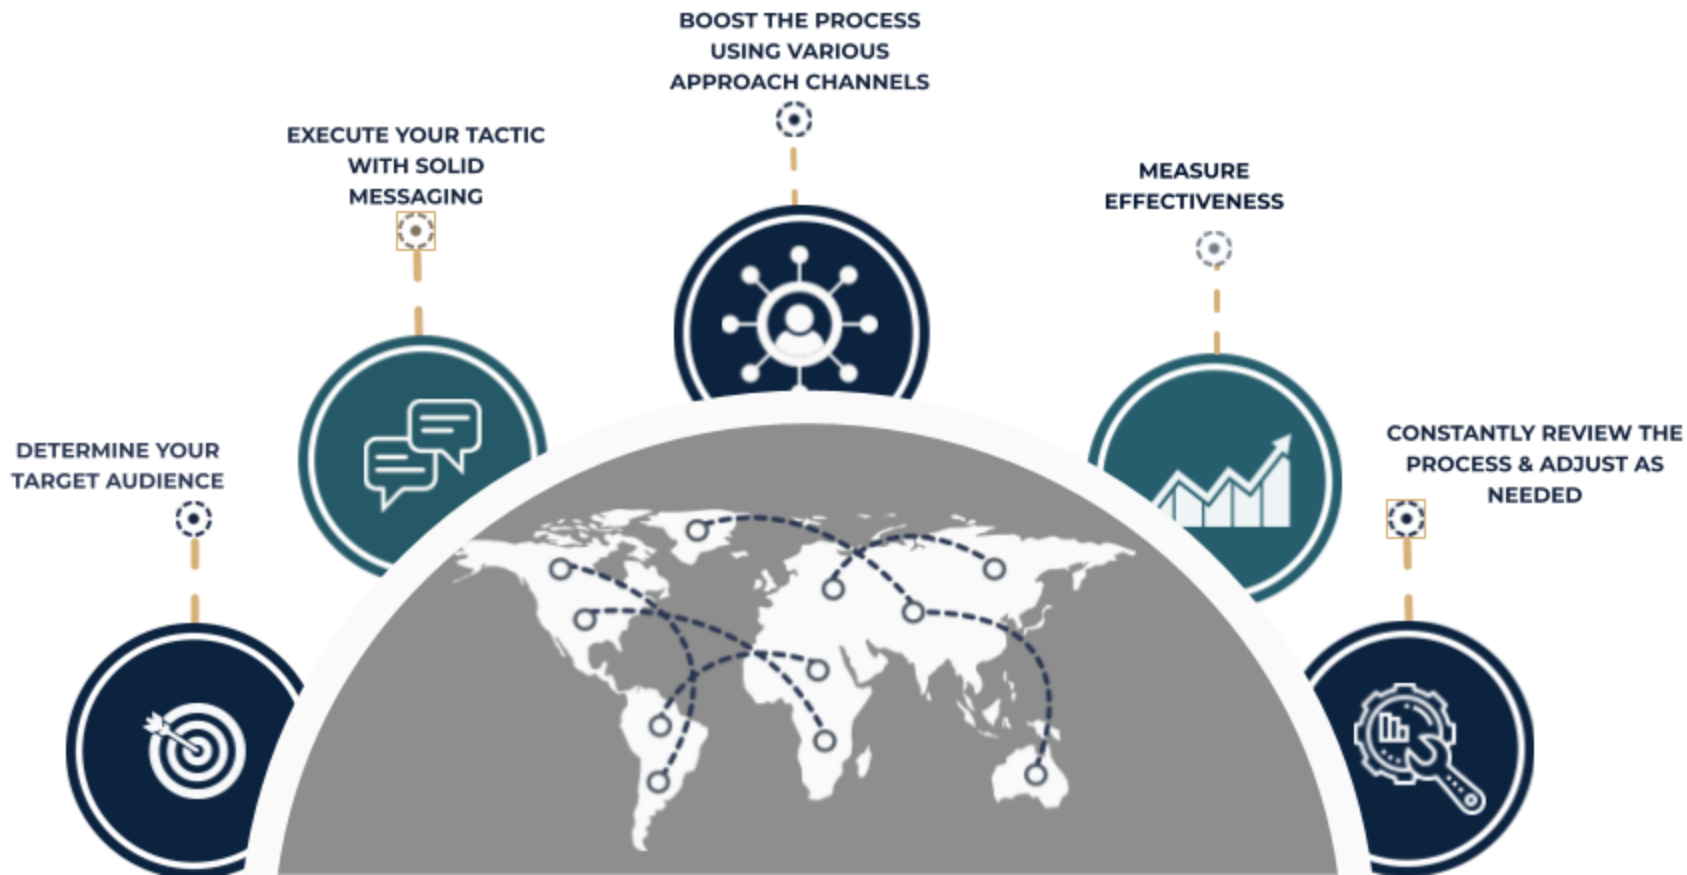 DETERMINE YOUR
TARGET AUDIENCE
EXECUTE YOUR TACTIC
WITH SOLID
MESSAGING
BOOST THE PROCESS
USING VARIOUS
APPROACH CHANNELS
MEASURE
EFFECTIVENESS
CONSTANTLY REVIEW THE
PROCESS & ADJUST AS
NEEDED